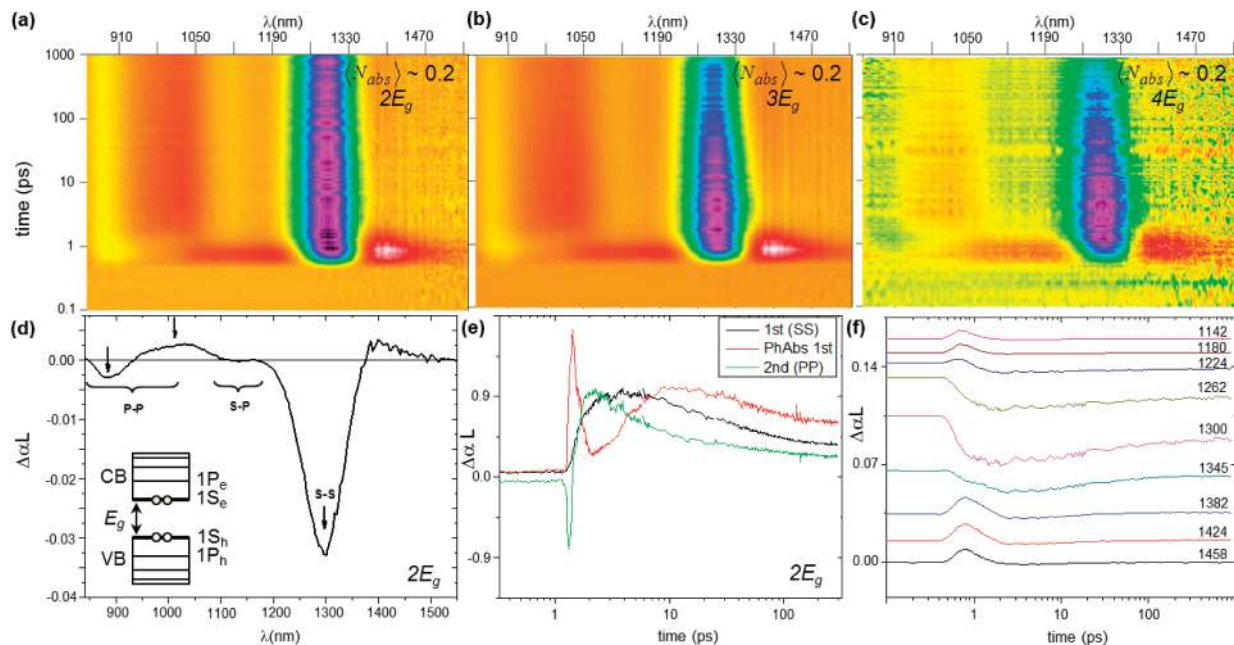 (a)
λ(nm)
910 1050 1190 1330 1470
1000
100
10
1
0.1
time (ps)
⟨N_abs⟩ ~ 0.2
2E_g
(b)
λ(nm)
910 1050 1190 1330 1470
⟨N_abs⟩ ~ 0.2
3E_g
(c)
λ(nm)
910 1050 1190 1330 1470
⟨N_abs⟩ ~ 0.2
4E_g
(d)
0.00
-0.01
-0.02
-0.03
-0.04
ΔαL
P-P
S-P
S-S
CB
1P_e
1S_e
E_g
1S_h
VB
1P_h
2E_g
900 1000 1100 1200 1300 1400 1500
λ(nm)
(e)
1st (SS)
PhAbs 1st
2nd (PP)
0.9
0.0
-0.9
ΔαL
2E_g
1 10 100
time (ps)
(f)
1142
1180
1224
1262
1300
1345
1382
1424
1458
0.14
0.07
0.00
ΔαL
1 10 100 1000
time (ps)